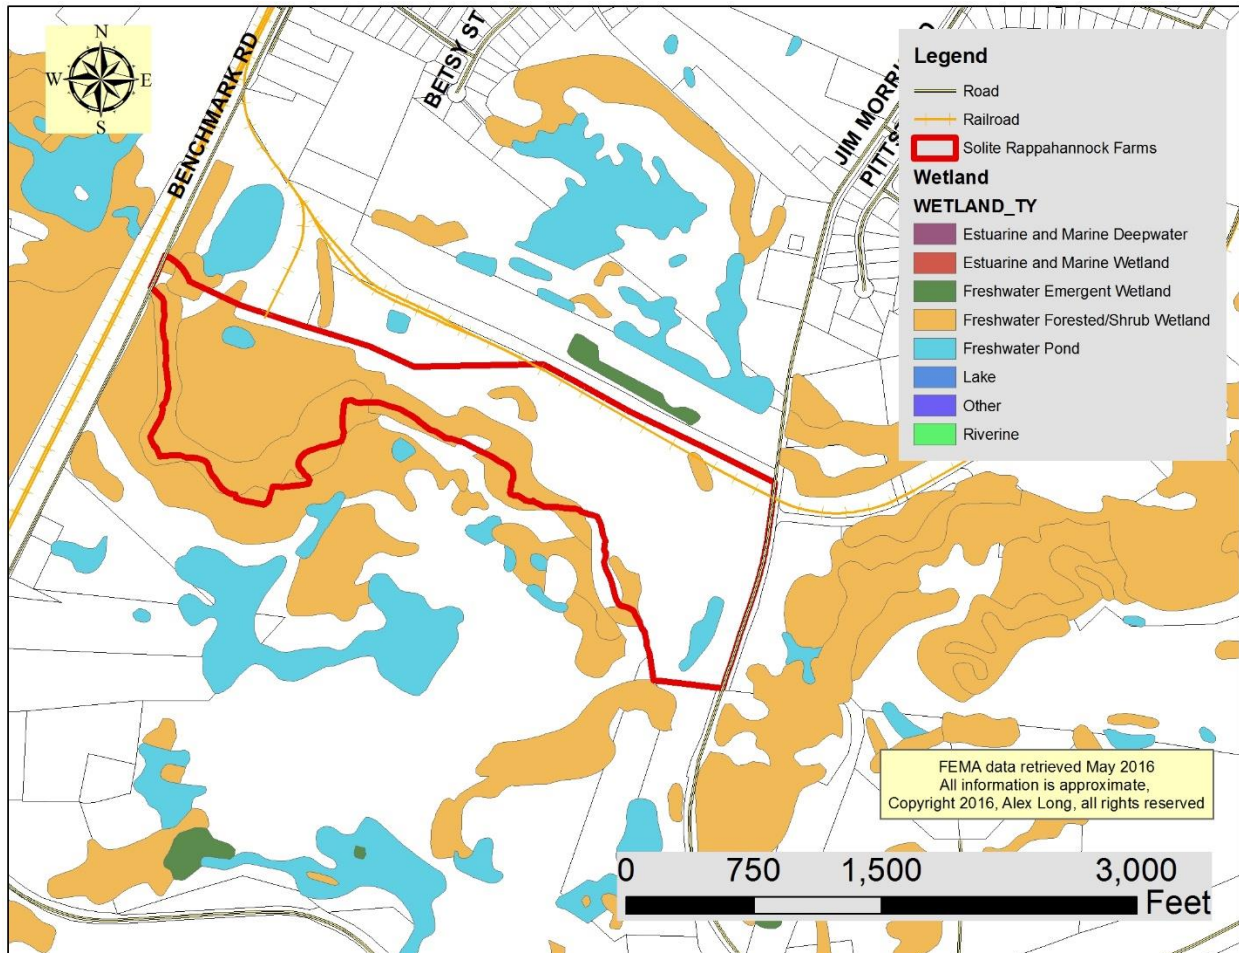 N
W E
S
BENCHMARK RD
BETSY ST
JIM MORRI
PITTS
Legend
Road
Railroad
Solite Rappahannock Farms
Wetland
WETLAND_TY
Estuarine and Marine Deepwater
Estuarine and Marine Wetland
Freshwater Emergent Wetland
Freshwater Forested/Shrub Wetland
Freshwater Pond
Lake
Other
Riverine
FEMA data retrieved May 2016
All information is approximate,
Copyright 2016, Alex Long, all rights reserved
0 750 1,500 3,000
Feet